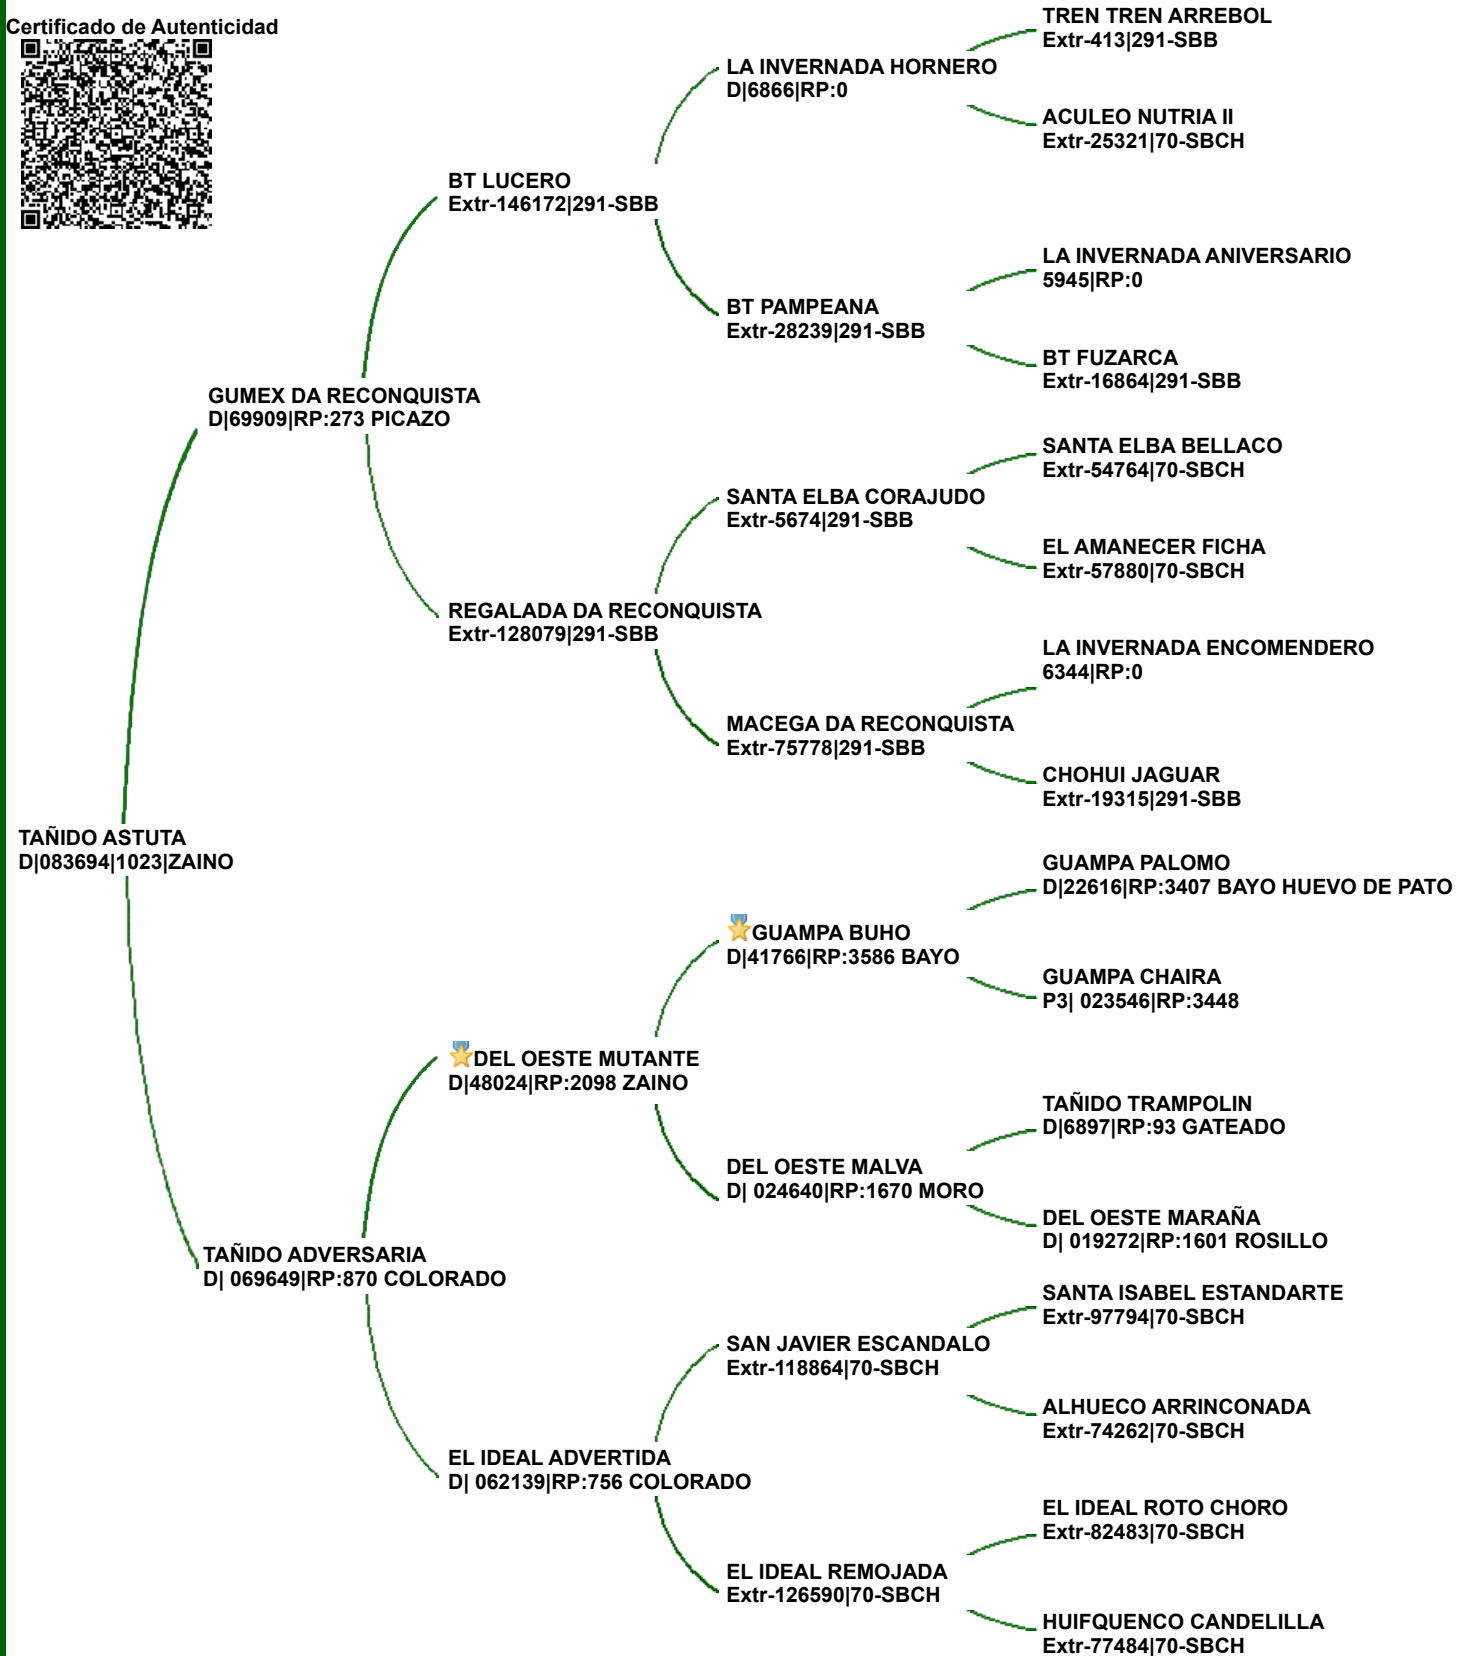 Certificado de Autenticidad
TREN TREN ARREBOL
Extr-413|291-SBB
LA INVERNADA HORNERO
D|6866|RP:0
ACULEO NUTRIA II
Extr-25321|70-SBCH
BT LUCERO
Extr-146172|291-SBB
LA INVERNADA ANIVERSARIO
5945|RP:0
BT PAMPEANA
Extr-28239|291-SBB
BT FUZARCA
Extr-16864|291-SBB
GUMEX DA RECONQUISTA
D|69909|RP:273 PICAZO
SANTA ELBA BELLACO
Extr-54764|70-SBCH
SANTA ELBA CORAJUDO
Extr-5674|291-SBB
EL AMANECER FICHA
Extr-57880|70-SBCH
REGALADA DA RECONQUISTA
Extr-128079|291-SBB
LA INVERNADA ENCOMENDERO
6344|RP:0
MACEGA DA RECONQUISTA
Extr-75778|291-SBB
CHOHUI JAGUAR
Extr-19315|291-SBB
TAÑIDO ASTUTA
D|083694|1023|ZAINO
GUAMPA PALOMO
D|22616|RP:3407 BAYO HUEVO DE PATO
GUAMPA BUHO
D|41766|RP:3586 BAYO
GUAMPA CHAIRA
P3| 023546|RP:3448
DEL OESTE MUTANTE
D|48024|RP:2098 ZAINO
TAÑIDO TRAMPOLIN
D|6897|RP:93 GATEADO
DEL OESTE MALVA
D| 024640|RP:1670 MORO
DEL OESTE MARAÑA
D| 019272|RP:1601 ROSILLO
TAÑIDO ADVERSARIA
D| 069649|RP:870 COLORADO
SANTA ISABEL ESTANDARTE
Extr-97794|70-SBCH
SAN JAVIER ESCANDALO
Extr-118864|70-SBCH
ALHUECO ARRINCONADA
Extr-74262|70-SBCH
EL IDEAL ADVERTIDA
D| 062139|RP:756 COLORADO
EL IDEAL ROTO CHORO
Extr-82483|70-SBCH
EL IDEAL REMOJADA
Extr-126590|70-SBCH
HUIFQUENCO CANDELILLA
Extr-77484|70-SBCH